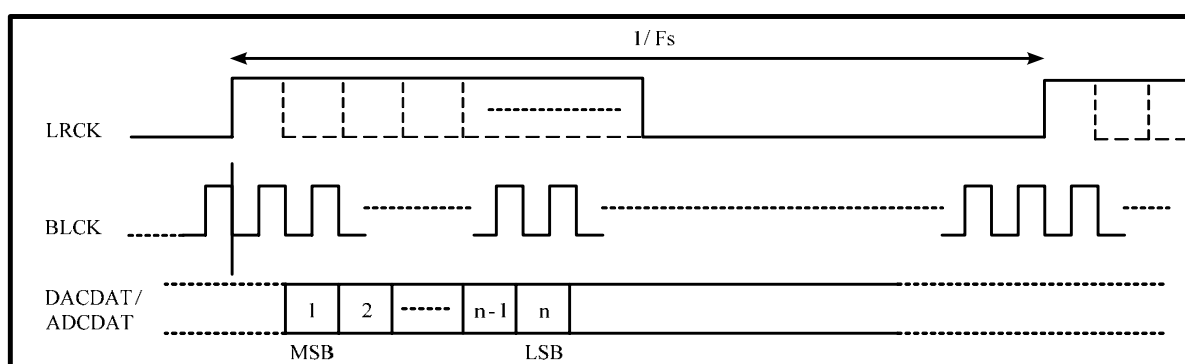 1/Fs
LRCK
BLCK
DACDAT/
ADCDAT
1 2 n-1 n
MSB LSB